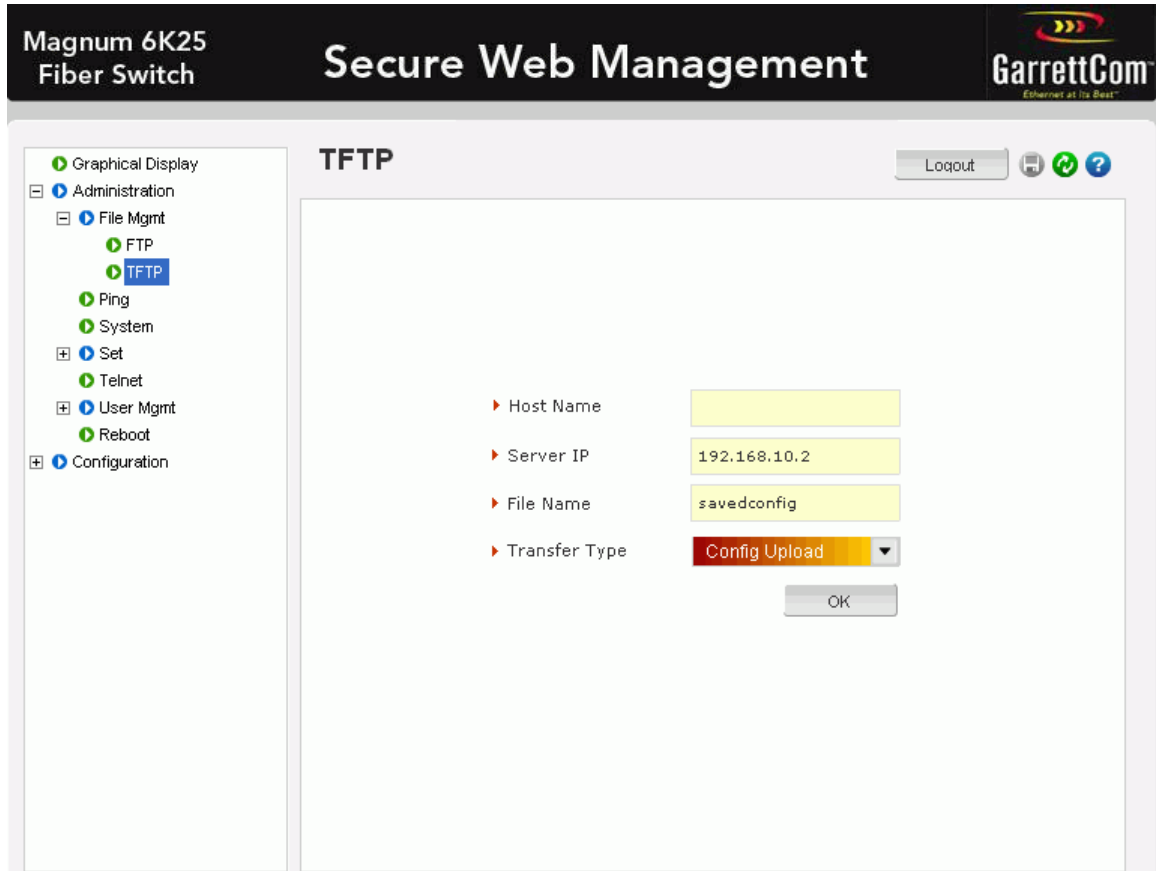 Magnum 6K25
Fiber Switch
Secure Web Management
GarrettCom
Ethernet at Its Best™
Graphical Display
Administration
File Mgmt
FTP
TFTP
Ping
System
Set
Telnet
User Mgmt
Reboot
Configuration
TFTP
Logout
Host Name
Server IP
192.168.10.2
File Name
savedconfig
Transfer Type
Config Upload
OK